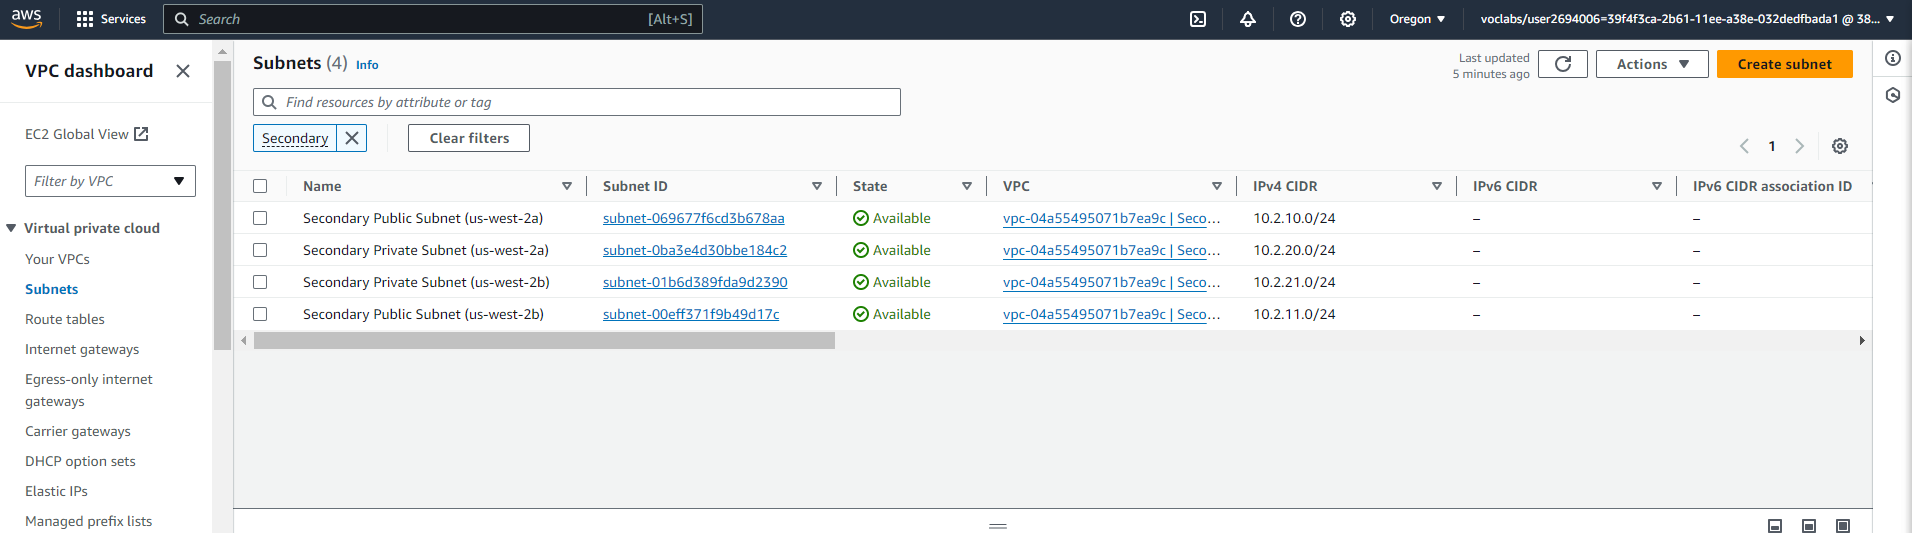 aws
Services
Search
[Alt+S]
Oregon
voclabs/user2694006=39f4f3ca-2b61-11ee-a38e-032dedfbada1 @ 38...
VPC dashboard
EC2 Global View
Filter by VPC
Virtual private cloud
Your VPCs
Subnets
Route tables
Internet gateways
Egress-only internet
gateways
Carrier gateways
DHCP option sets
Elastic IPs
Managed prefix lists
Subnets (4) Info
Last updated
5 minutes ago
Actions
Create subnet
Find resources by attribute or tag
Secondary
Clear filters
1
Name Subnet ID State VPC IPv4 CIDR IPv6 CIDR IPv6 CIDR association ID
Secondary Public Subnet (us-west-2a) subnet-069677f6cd3b678aa Available vpc-04a55495071b7ea9c | Seco... 10.2.10.0/24 – –
Secondary Private Subnet (us-west-2a) subnet-0ba3e4d30bbe184c2 Available vpc-04a55495071b7ea9c | Seco... 10.2.20.0/24 – –
Secondary Private Subnet (us-west-2b) subnet-01b6d389fda9d2390 Available vpc-04a55495071b7ea9c | Seco... 10.2.21.0/24 – –
Secondary Public Subnet (us-west-2b) subnet-00eff371f9b49d17c Available vpc-04a55495071b7ea9c | Seco... 10.2.11.0/24 – –